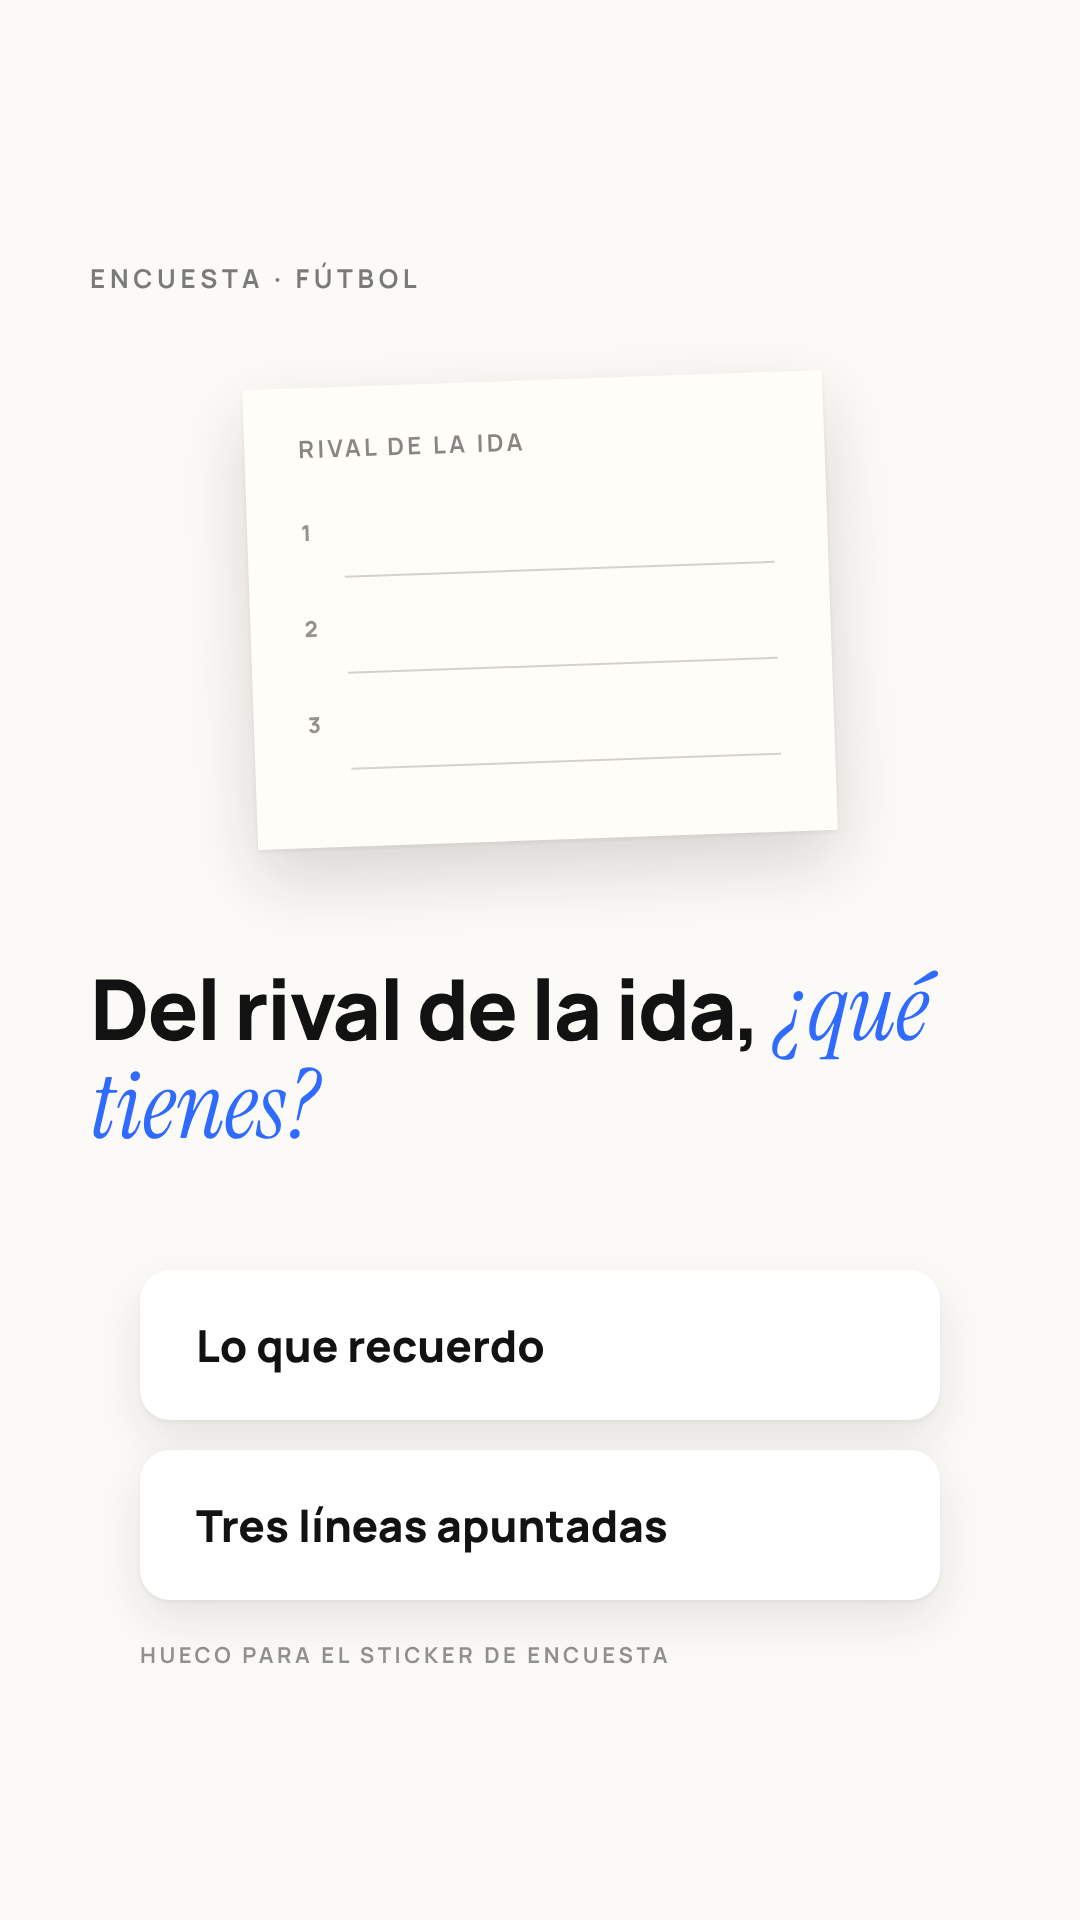 ENCUESTA · FÚTBOL
RIVAL DE LA IDA
1
2
3
Del rival de la ida, ¿qué
tienes?
Lo que recuerdo
Tres líneas apuntadas
HUECO PARA EL STICKER DE ENCUESTA